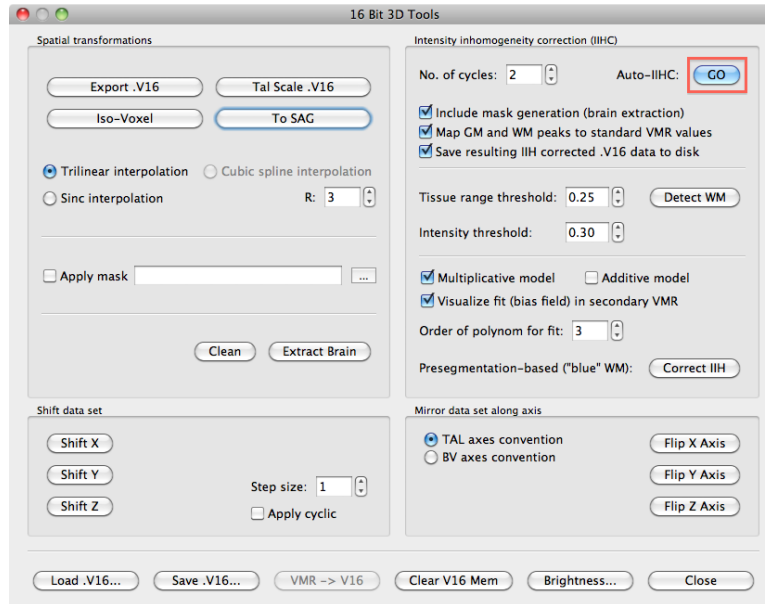 16 Bit 3D Tools
Spatial transformations
Export .V16
Tal Scale .V16
Iso-Voxel
To SAG
Trilinear interpolation
Cubic spline interpolation
Sinc interpolation
R: 3
Apply mask
...
Clean
Extract Brain
Intensity inhomogeneity correction (IIHC)
No. of cycles: 2
Auto-IIHC: GO
Include mask generation (brain extraction)
Map GM and WM peaks to standard VMR values
Save resulting IIH corrected .V16 data to disk
Tissue range threshold: 0.25
Detect WM
Intensity threshold: 0.30
Multiplicative model
Additive model
Visualize fit (bias field) in secondary VMR
Order of polynom for fit: 3
Presegmentation-based ("blue" WM): Correct IIH
Shift data set
Shift X
Shift Y
Shift Z
Step size: 1
Apply cyclic
Mirror data set along axis
TAL axes convention
BV axes convention
Flip X Axis
Flip Y Axis
Flip Z Axis
Load .V16...
Save .V16...
VMR -> V16
Clear V16 Mem
Brightness...
Close